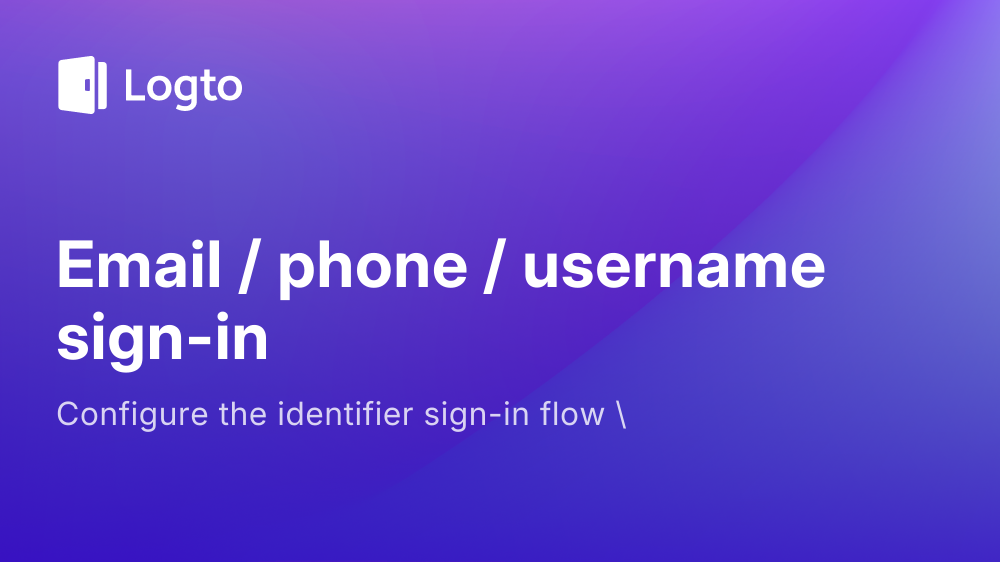 Logto
Email / phone / username
sign-in
Configure the identifier sign-in flow \